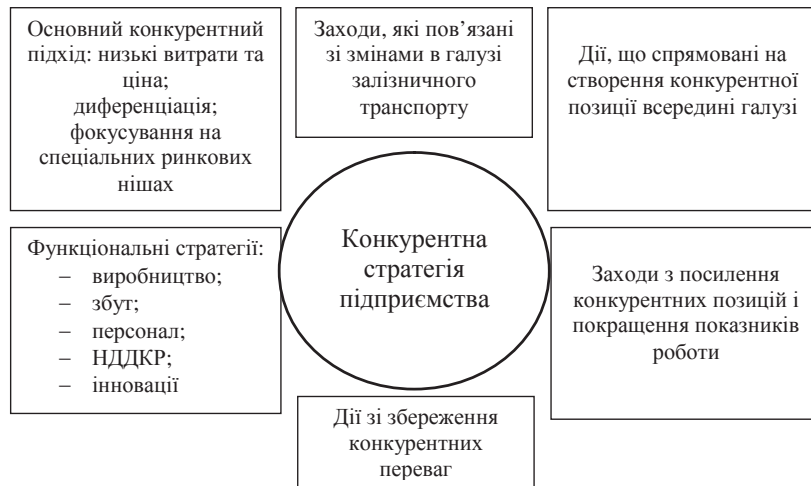 Основний конкурентний
підхід: низькі витрати та
ціна;
диференціація;
фокусування на
спеціальних ринкових
нішах
Заходи, які пов’язані
зі змінами в галузі
залізничного
транспорту
Дії, що спрямовані на
створення конкурентної
позиції всередині галузі
Функціональні стратегії:
– виробництво;
– збут;
– персонал;
– НДДКР;
– інновації
Конкурентна
стратегія
підприємства
Заходи з посилення
конкурентних позицій і
покращення показників
роботи
Дії зі збереження
конкурентних
переваг